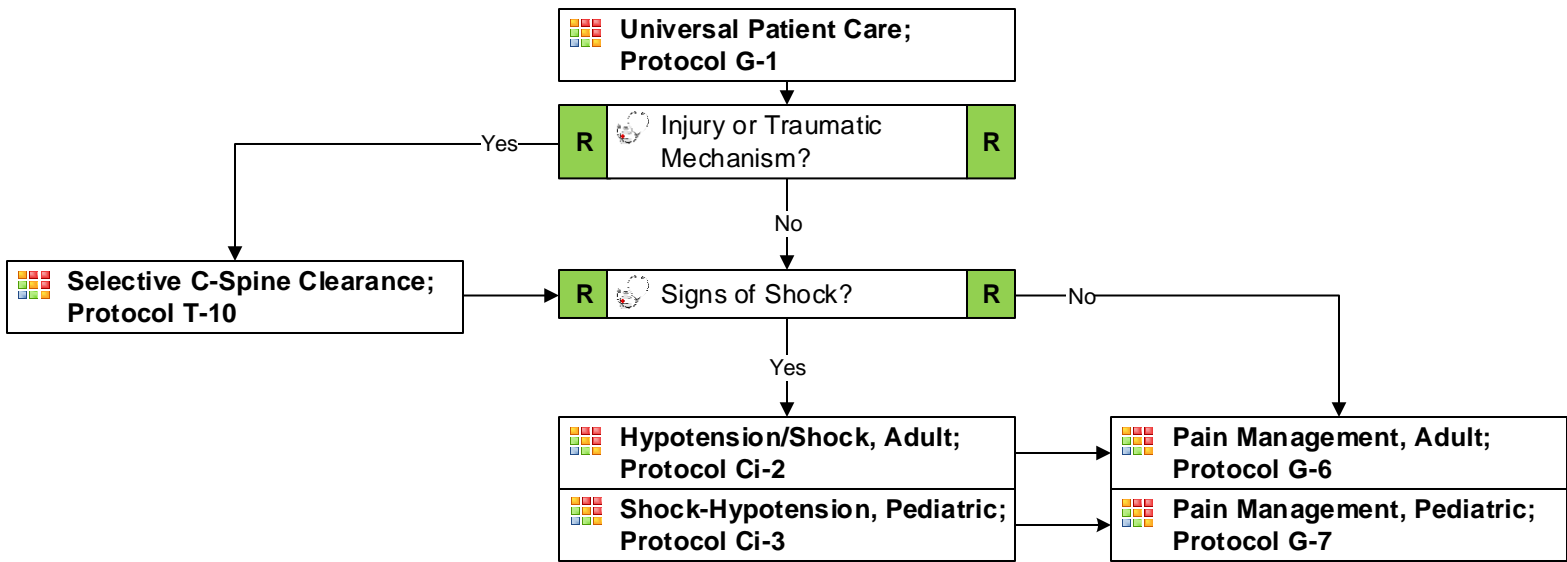 Universal Patient Care;
Protocol G-1
R
Injury or Traumatic
Mechanism?
R
Yes
No
Selective C-Spine Clearance;
Protocol T-10
R
Signs of Shock?
R
No
Yes
Hypotension/Shock, Adult;
Protocol Ci-2
Pain Management, Adult;
Protocol G-6
Shock-Hypotension, Pediatric;
Protocol Ci-3
Pain Management, Pediatric;
Protocol G-7